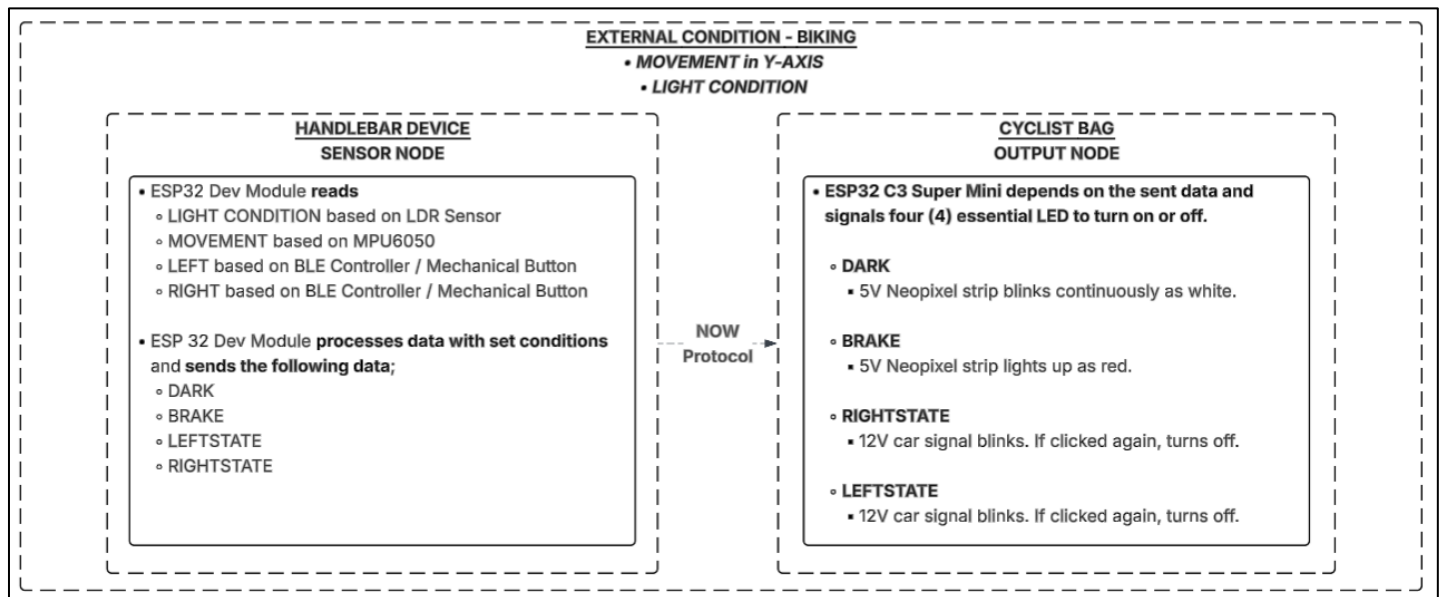 EXTERNAL CONDITION - BIKING
• MOVEMENT in Y-AXIS
• LIGHT CONDITION
HANDLEBAR DEVICE
SENSOR NODE
• ESP32 Dev Module reads
◦ LIGHT CONDITION based on LDR Sensor
◦ MOVEMENT based on MPU6050
◦ LEFT based on BLE Controller / Mechanical Button
◦ RIGHT based on BLE Controller / Mechanical Button
• ESP 32 Dev Module processes data with set conditions
and sends the following data;
◦ DARK
◦ BRAKE
◦ LEFTSTATE
◦ RIGHTSTATE
NOW
Protocol
CYCLIST BAG
OUTPUT NODE
• ESP32 C3 Super Mini depends on the sent data and
signals four (4) essential LED to turn on or off.
◦ DARK
▪ 5V Neopixel strip blinks continuously as white.
◦ BRAKE
▪ 5V Neopixel strip lights up as red.
◦ RIGHTSTATE
▪ 12V car signal blinks. If clicked again, turns off.
◦ LEFTSTATE
▪ 12V car signal blinks. If clicked again, turns off.